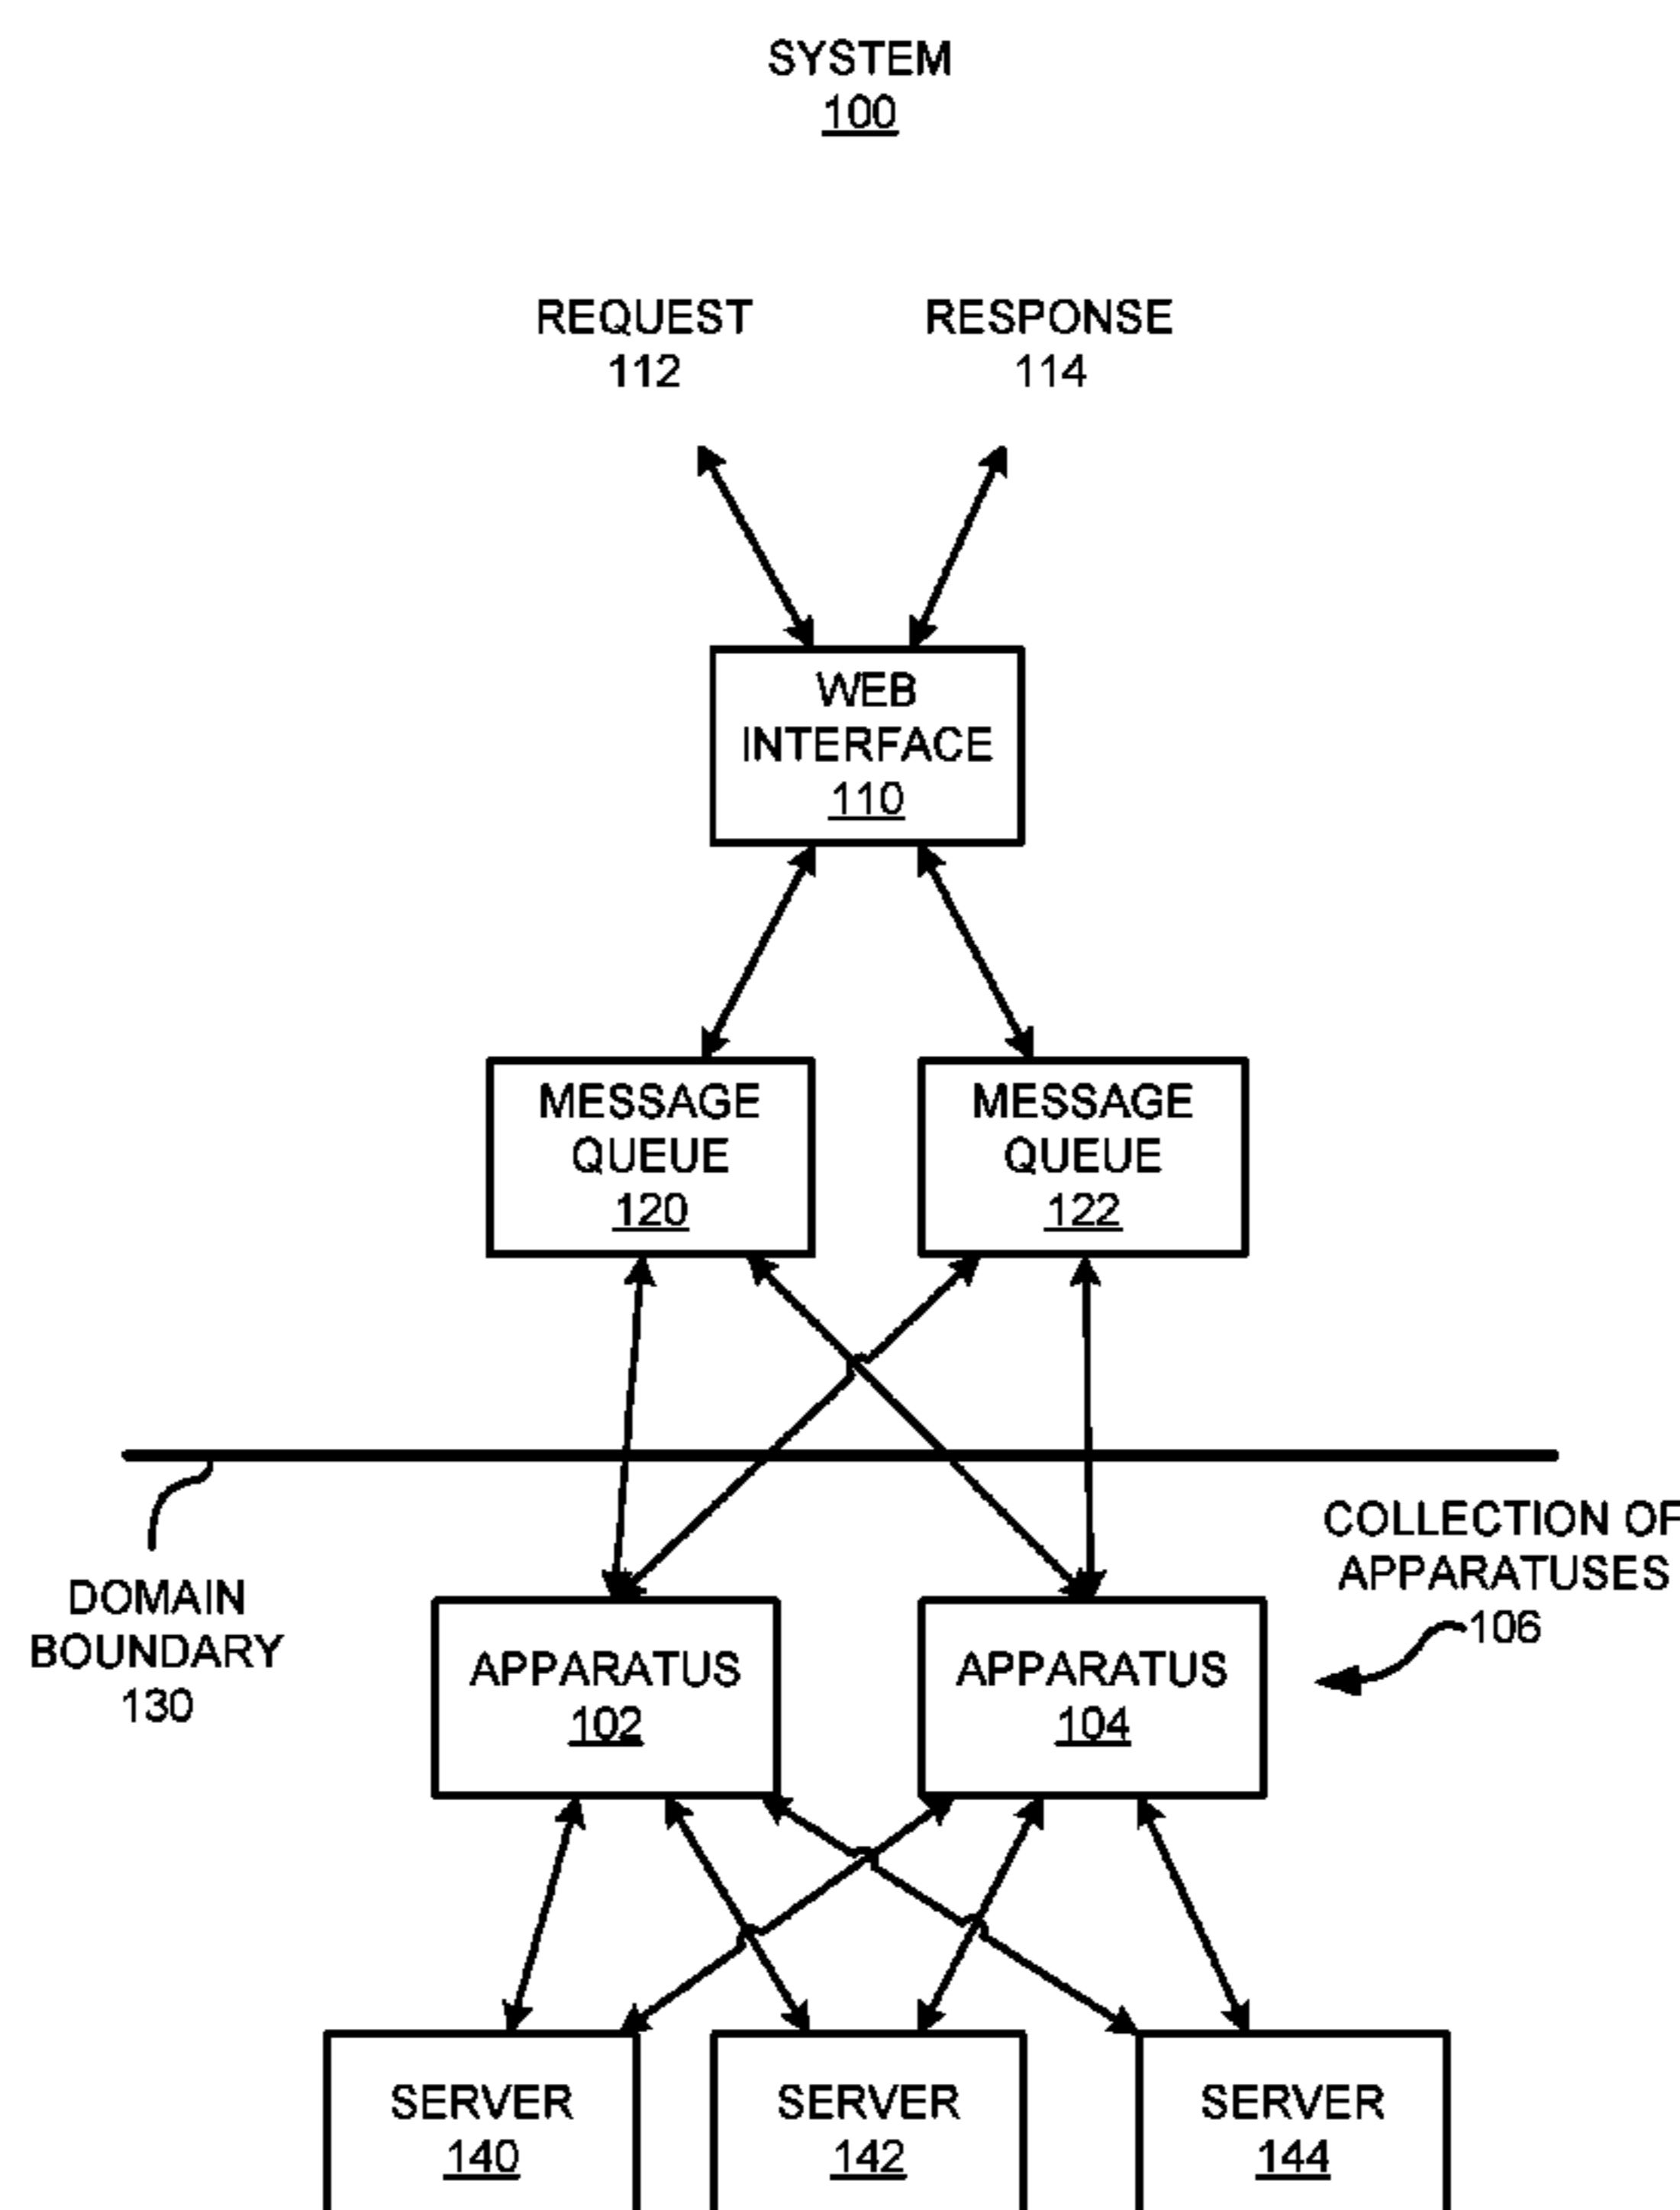 SYSTEM
100
REQUEST
112
RESPONSE
114
WEB
INTERFACE
110
MESSAGE
QUEUE
120
MESSAGE
QUEUE
122
COLLECTION OF
APPARATUSES
106
DOMAIN
BOUNDARY
130
APPARATUS
102
APPARATUS
104
SERVER
140
SERVER
142
SERVER
144